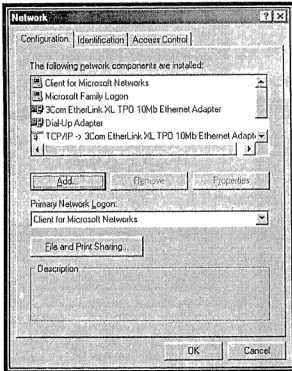 Network
Configuration Identification Access Control
The following network components are installed:
Client for Microsoft Networks
Microsoft Family Logon
3Com EtherLink XL TPO 10Mb Ethernet Adapter
Dial-Up Adapter
TCP/IP -> 3Com EtherLink XL TPO 10Mb Ethernet Adapte
Add... Remove Properties
Primary Network Logon:
Client for Microsoft Networks
File and Print Sharing...
Description
OK Cancel